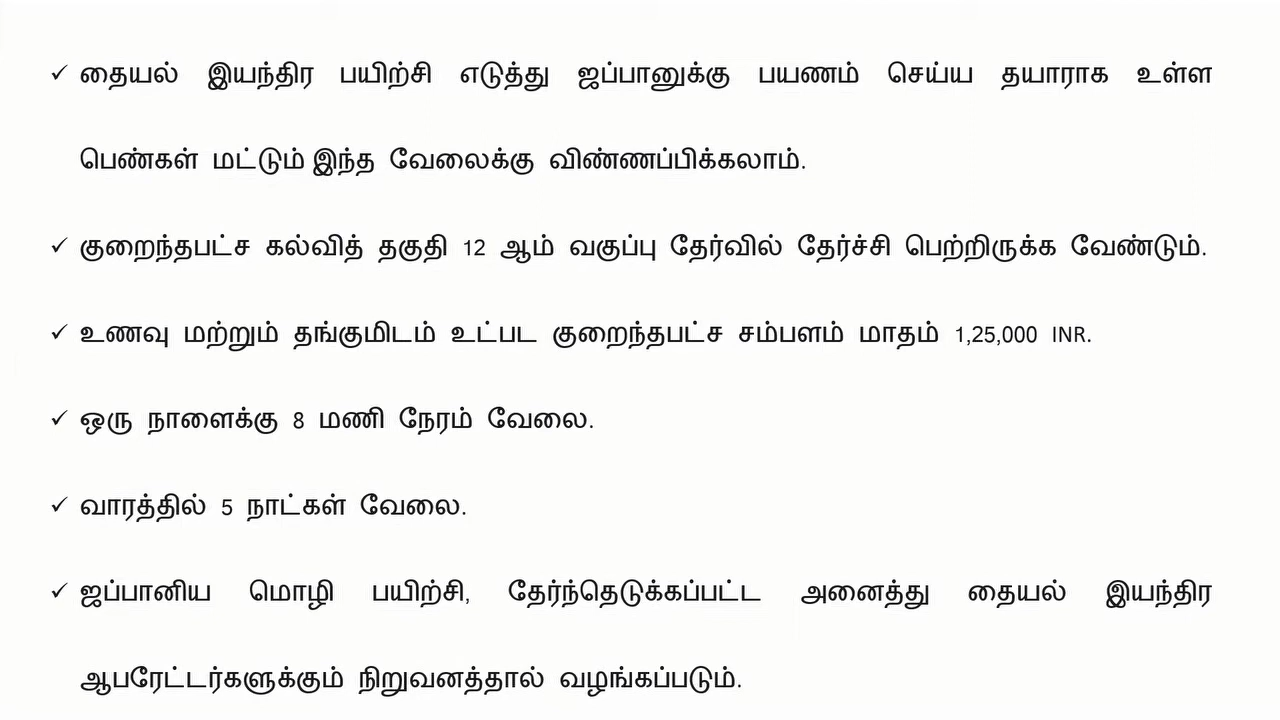 ✓ தையல் இயந்திர பயிற்சி எடுத்து ஜப்பானுக்கு பயணம் செய்ய தயாராக உள்ள
பெண்கள் மட்டும் இந்த வேலைக்கு விண்ணப்பிக்கலாம்.
✓ குறைந்தபட்ச கல்வித் தகுதி 12 ஆம் வகுப்பு தேர்வில் தேர்ச்சி பெற்றிருக்க வேண்டும்.
✓ உணவு மற்றும் தங்குமிடம் உட்பட குறைந்தபட்ச சம்பளம் மாதம் 1,25,000 INR.
✓ ஒரு நாளைக்கு 8 மணி நேரம் வேலை.
✓ வாரத்தில் 5 நாட்கள் வேலை.
✓ ஜப்பானிய மொழி பயிற்சி, தேர்ந்தெடுக்கப்பட்ட அனைத்து தையல் இயந்திர
ஆபரேட்டர்களுக்கும் நிறுவனத்தால் வழங்கப்படும்.